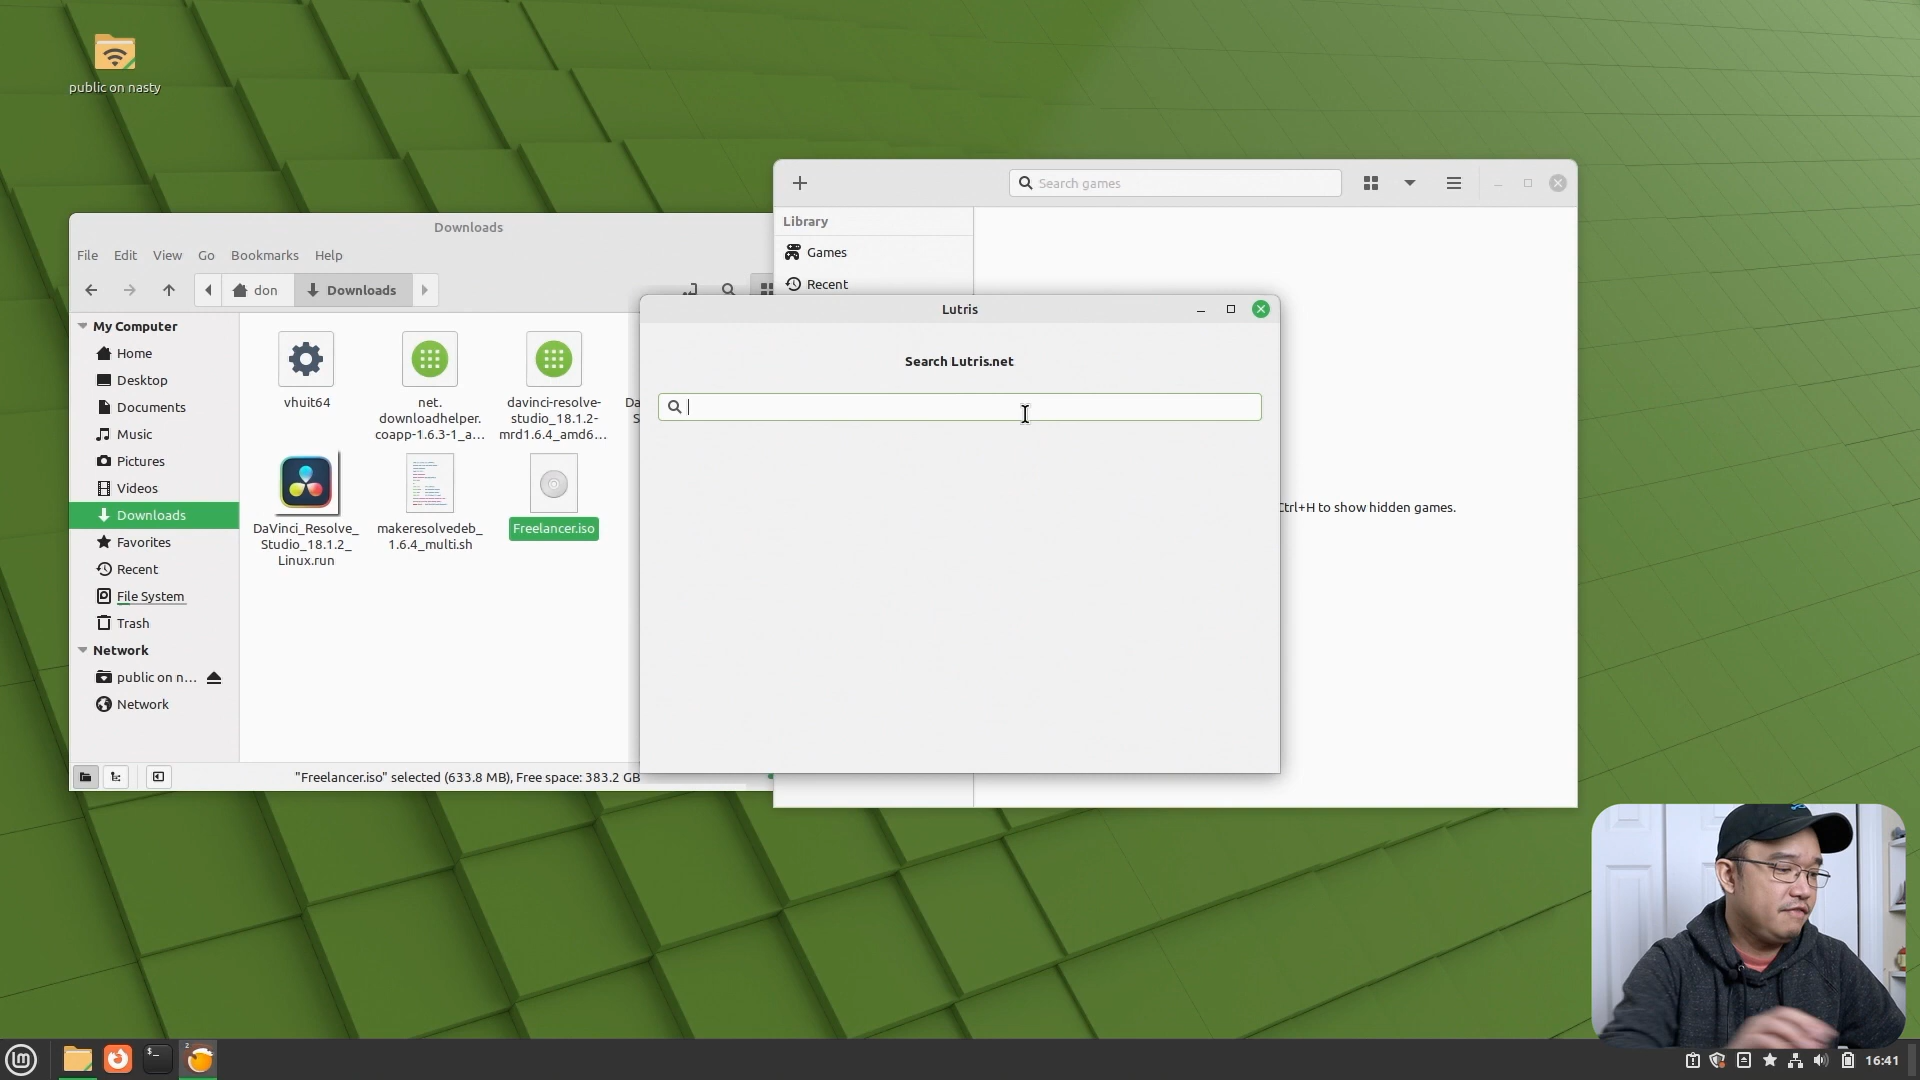 public on nasty
Search games
Library
Games
Recent
Downloads
File Edit View Go Bookmarks Help
don
Downloads
My Computer
Home
Desktop
Documents
Music
Pictures
Videos
Downloads
Favorites
Recent
File System
Trash
Network
public on n...
Network
vhuit64
net.
downloadhelper.
coapp-1.6.3-1_a...
davinci-resolve-
studio_18.1.2-
mrd1.6.4_amd6...
Da
S
DaVinci_Resolve_
Studio_18.1.2_
Linux.run
makeresolvedeb_
1.6.4_multi.sh
Freelancer.iso
"Freelancer.iso" selected (633.8 MB), Free space: 383.2 GB
Lutris
Search Lutris.net
Ctrl+H to show hidden games.
2
16:41